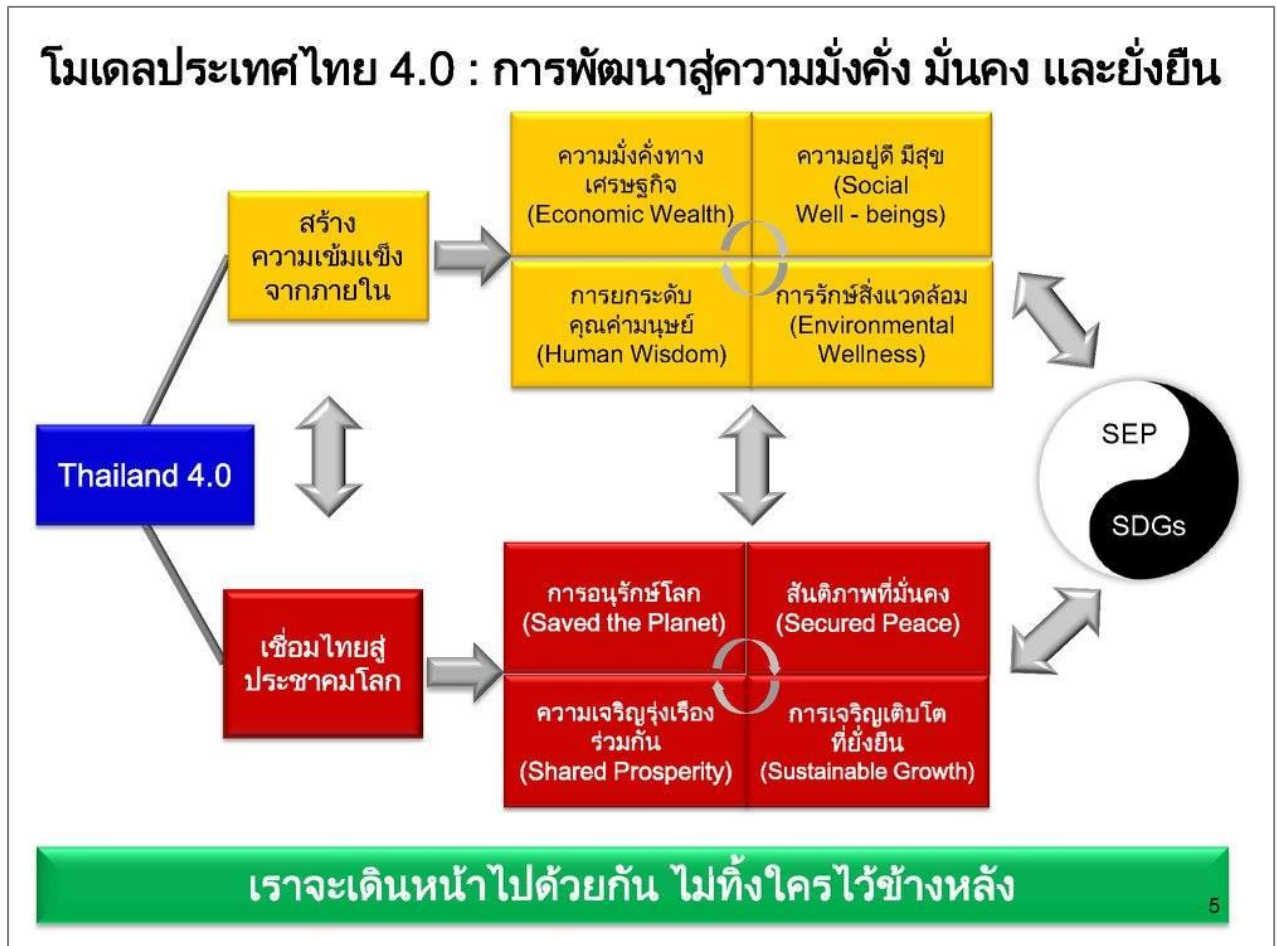 โมเดลประเทศไทย 4.0 : การพัฒนาสู่ความมั่งคั่ง มั่นคง และยั่งยืน
สร้าง
ความเข้มแข็ง
จากภายใน
ความมั่งคั่งทาง
เศรษฐกิจ
(Economic Wealth)
ความอยู่ดี มีสุข
(Social
Well - beings)
การยกระดับ
คุณค่ามนุษย์
(Human Wisdom)
การรักษ์สิ่งแวดล้อม
(Environmental
Wellness)
Thailand 4.0
SEP
SDGs
เชื่อมไทยสู่
ประชาคมโลก
การอนุรักษ์โลก
(Saved the Planet)
สันติภาพที่มั่นคง
(Secured Peace)
ความเจริญรุ่งเรือง
ร่วมกัน
(Shared Prosperity)
การเจริญเติบโต
ที่ยั่งยืน
(Sustainable Growth)
เราจะเดินหน้าไปด้วยกัน ไม่ทิ้งใครไว้ข้างหลัง
5